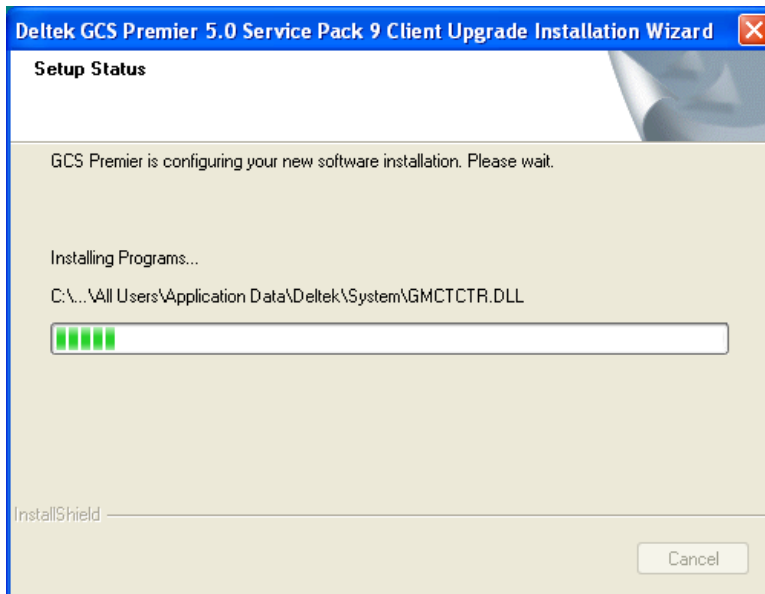 Deltek GCS Premier 5.0 Service Pack 9 Client Upgrade Installation Wizard
Setup Status
GCS Premier is configuring your new software installation. Please wait.
Installing Programs...
C:\...\All Users\Application Data\Deltek\System\GMCTCTR.DLL
InstallShield
Cancel